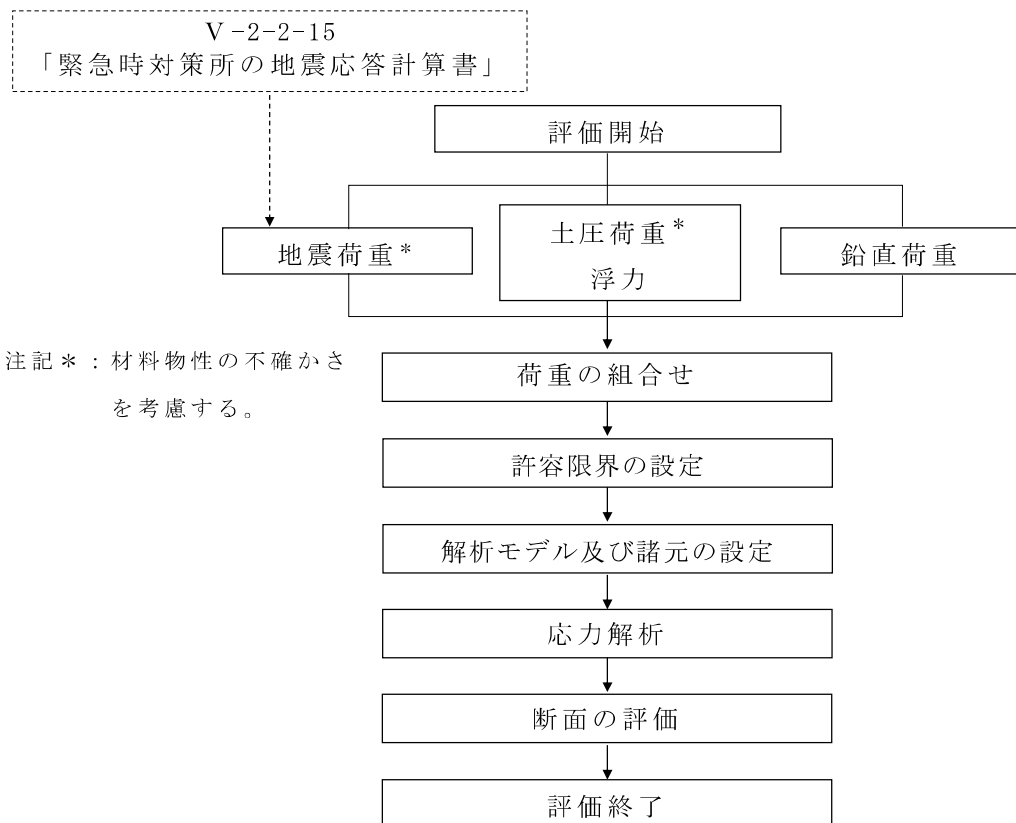 Ⅴ-2-2-15
「緊急時対策所の地震応答計算書」
評価開始
地震荷重*
土圧荷重*
浮力
鉛直荷重
注記*:材料物性の不確かさ
を考慮する。
荷重の組合せ
許容限界の設定
解析モデル及び諸元の設定
応力解析
断面の評価
評価終了